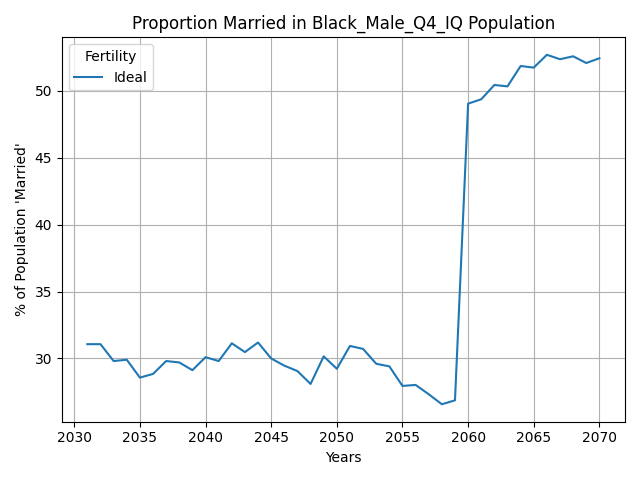 Proportion Married in Black_Male_Q4_IQ Population
Fertility
Ideal
% of Population 'Married'
50
45
40
35
30
2030 2035 2040 2045 2050 2055 2060 2065 2070
Years